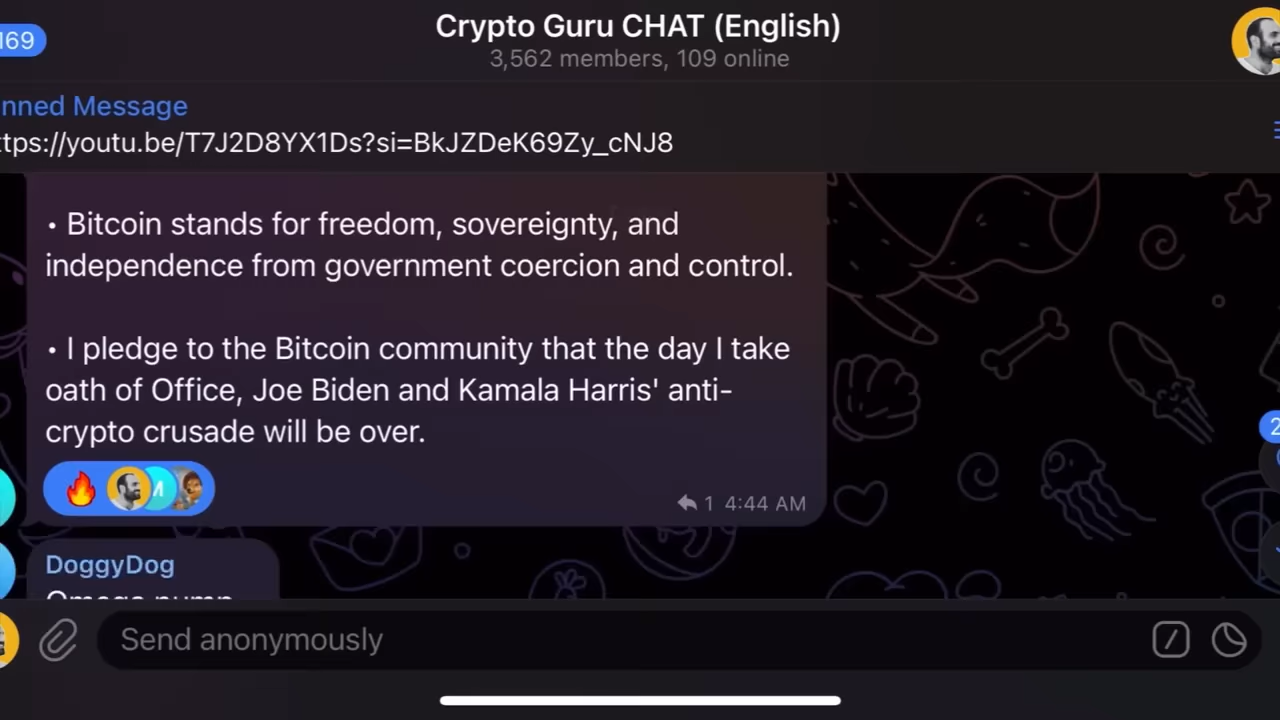 169
Crypto Guru CHAT (English)
3,562 members, 109 online
nned Message
ttps://youtu.be/T7J2D8YX1Ds?si=BkJZDeK69Zy_cNJ8
• Bitcoin stands for freedom, sovereignty, and
independence from government coercion and control.
• I pledge to the Bitcoin community that the day I take
oath of Office, Joe Biden and Kamala Harris' anti-
crypto crusade will be over.
1 4:44 AM
2
DoggyDog
Omega pump
Send anonymously